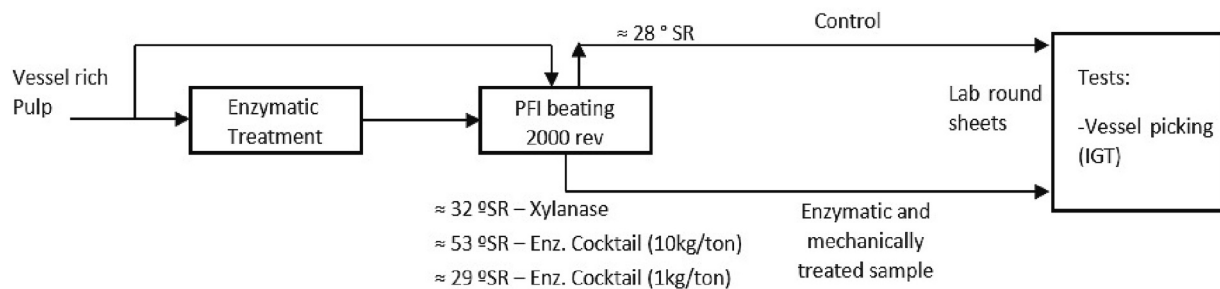 Vessel rich
Pulp
Enzymatic
Treatment
PFI beating
2000 rev
≈ 28 ° SR
Control
Lab round
sheets
Tests:
-Vessel picking
(IGT)
≈ 32 ºSR – Xylanase
≈ 53 ºSR – Enz. Cocktail (10kg/ton)
≈ 29 ºSR – Enz. Cocktail (1kg/ton)
Enzymatic and
mechanically
treated sample